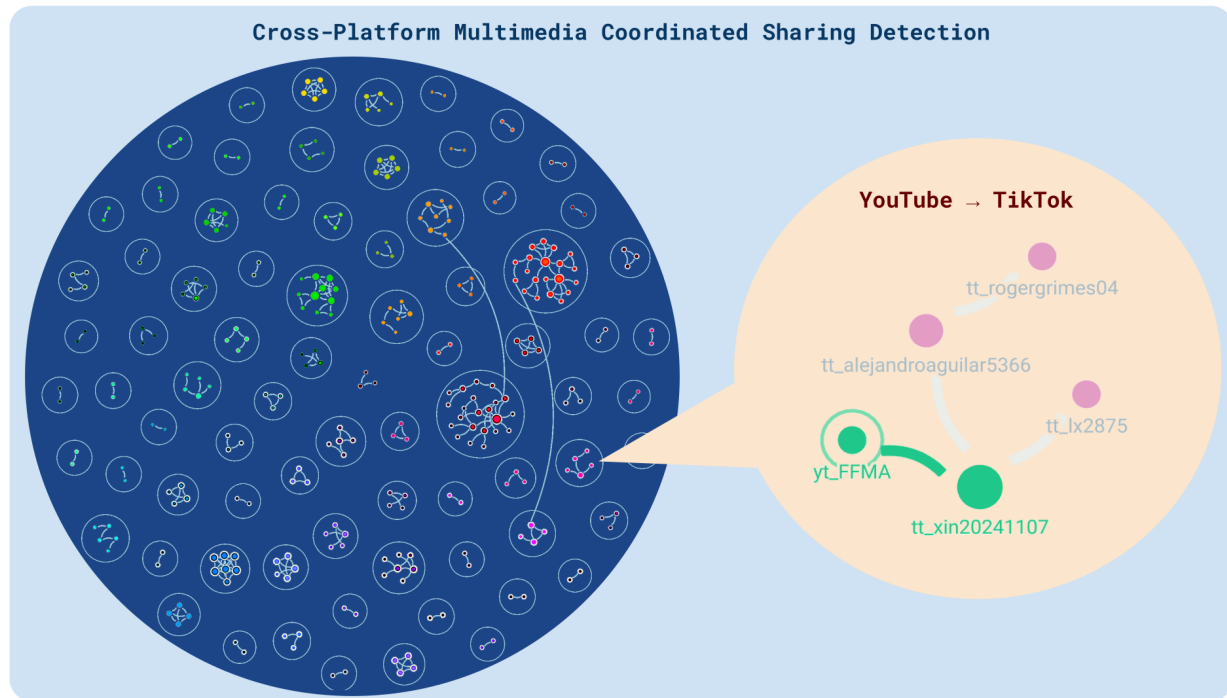 Cross-Platform Multimedia Coordinated Sharing Detection
YouTube → TikTok
tt_rogergrimes04
tt_alejandroaguilar5366
tt_lx2875
yt_FFMA
tt_xin20241107